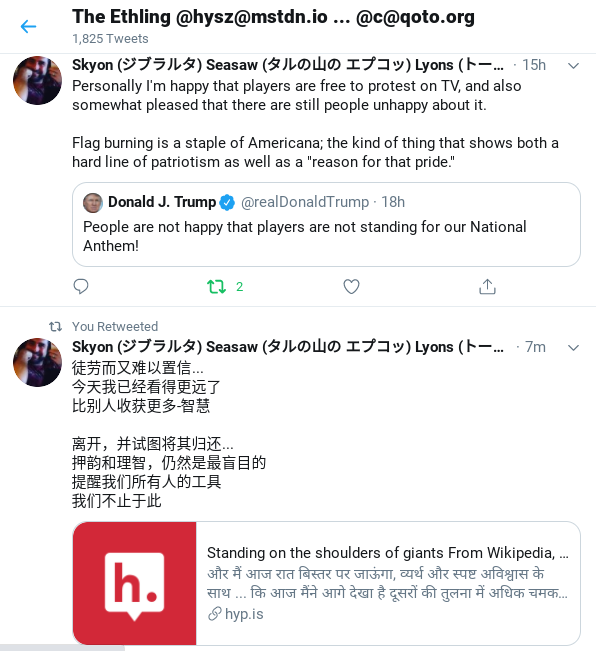 The Ethling @hysz@mstdn.io ... @c@qoto.org
1,825 Tweets
Skyon (ジブラルタ) Seasaw (タルの山の エプコッ) Lyons (トー... · 15h
Personally I'm happy that players are free to protest on TV, and also
somewhat pleased that there are still people unhappy about it.
Flag burning is a staple of Americana; the kind of thing that shows both a
hard line of patriotism as well as a "reason for that pride."
Donald J. Trump @realDonaldTrump · 18h
People are not happy that players are not standing for our National
Anthem!
2
You Retweeted
Skyon (ジブラルタ) Seasaw (タルの山の エプコッ) Lyons (トー... · 7m
徒劳而又难以置信...
今天我已经看得更远了
比别人收获更多-智慧
离开，并试图将其归还...
押韵和理智，仍然是最盲目的
提醒我们所有人的工具
我们不止于此
h.
Standing on the shoulders of giants From Wikipedia, ...
और मैं आज रात बिस्तर पर जाऊंगा, व्यर्थ और स्पष्ट अविश्वास के
साथ ... कि आज मैंने आगे देखा है दूसरों की तुलना में अधिक चमक...
hyp.is